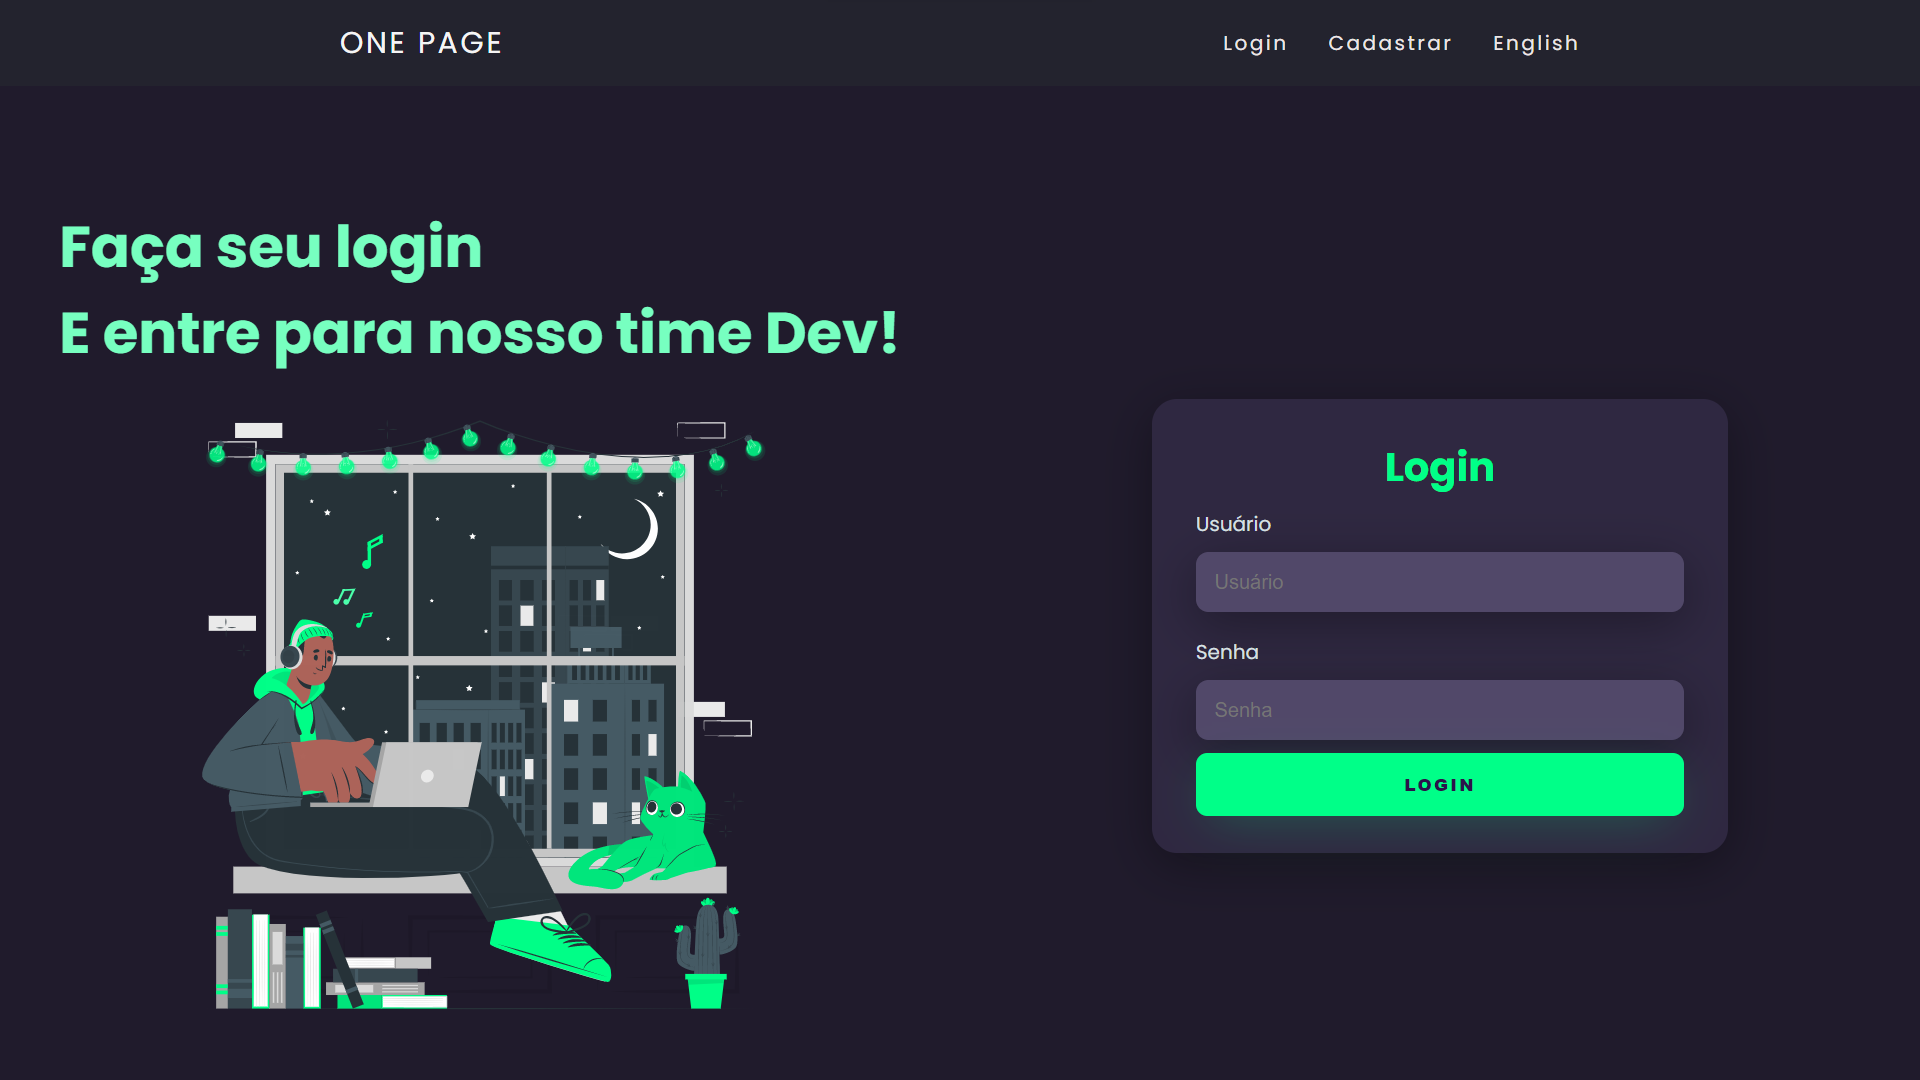 ONE PAGE
Login Cadastrar English
Faça seu login
E entre para nosso time Dev!
Login
Usuário
Usuário
Senha
Senha
LOGIN